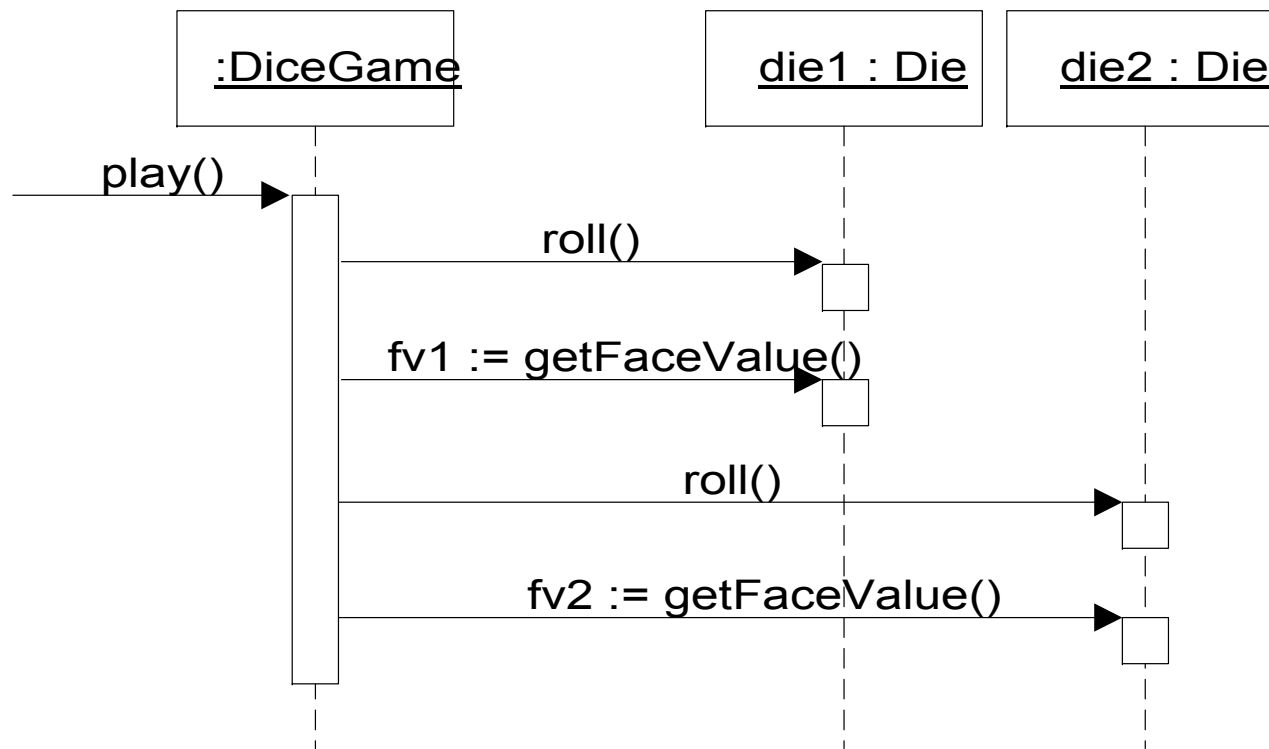 :DiceGame
die1 : Die
die2 : Die
play()
roll()
fv1 := getFaceValue()
roll()
fv2 := getFaceValue()